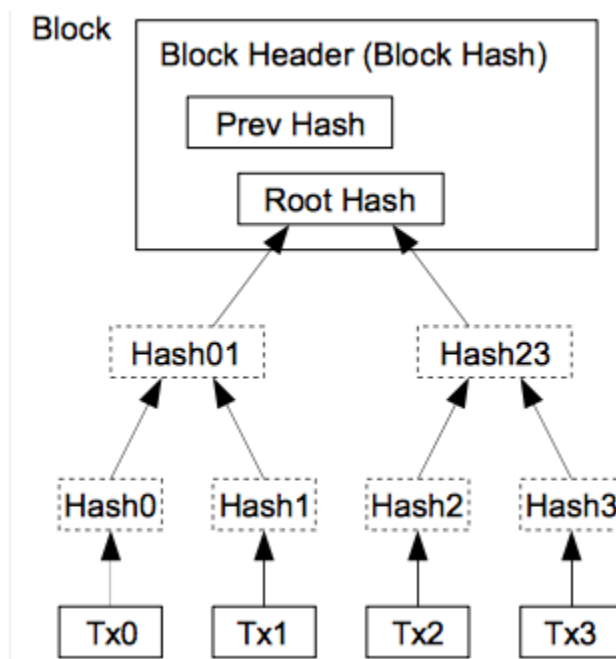 Block
Block Header (Block Hash)
Prev Hash
Root Hash
Hash01 Hash23
Hash0 Hash1 Hash2 Hash3
Tx0 Tx1 Tx2 Tx3